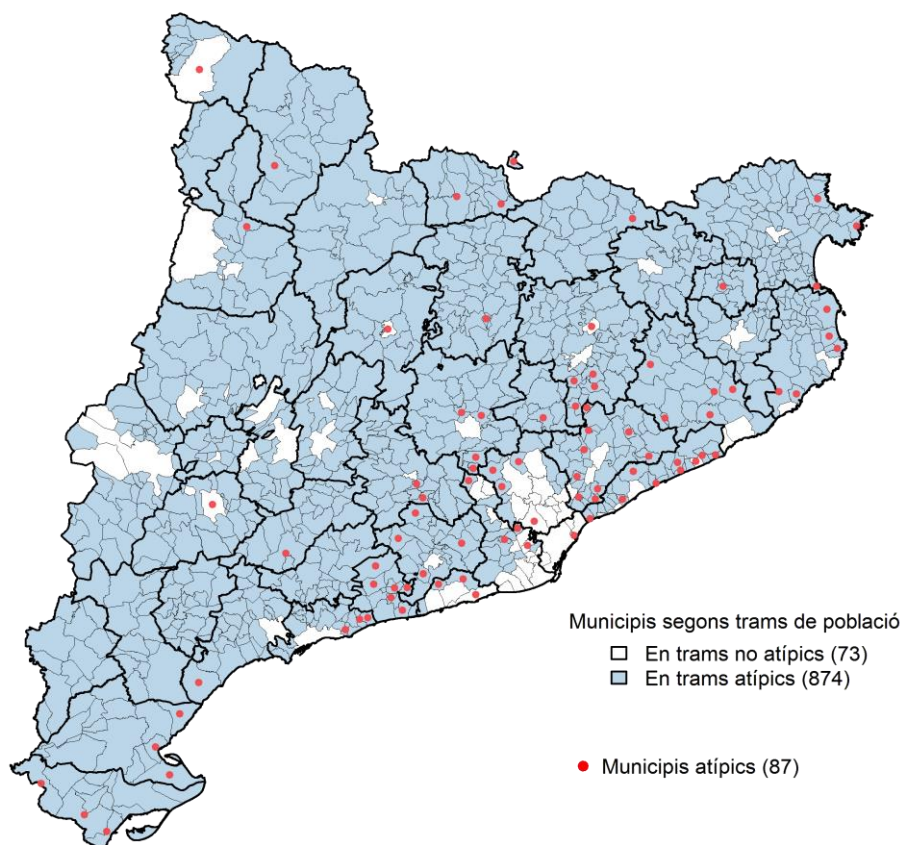 Municipis segons trams de població
En trams no atípics (73)
En trams atípics (874)
Municipis atípics (87)